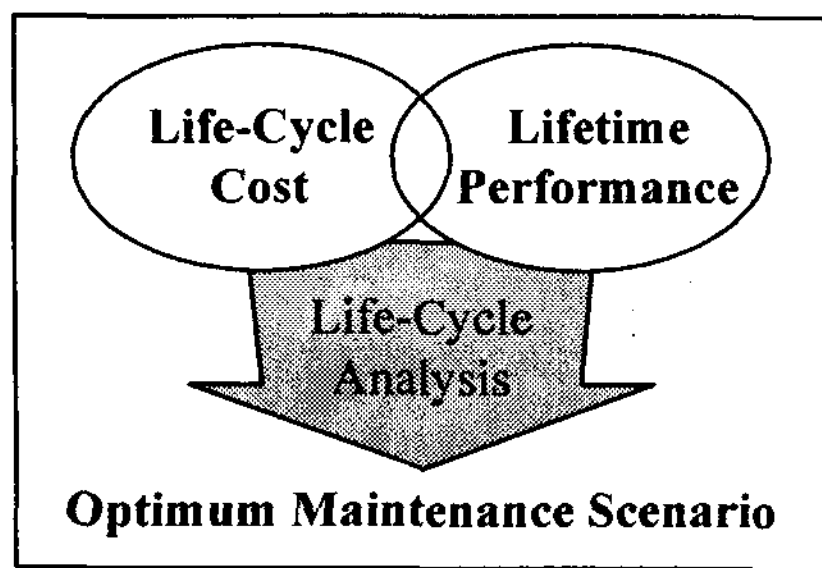 Life-Cycle
Cost
Lifetime
Performance
Life-Cycle
Analysis
Optimum Maintenance Scenario